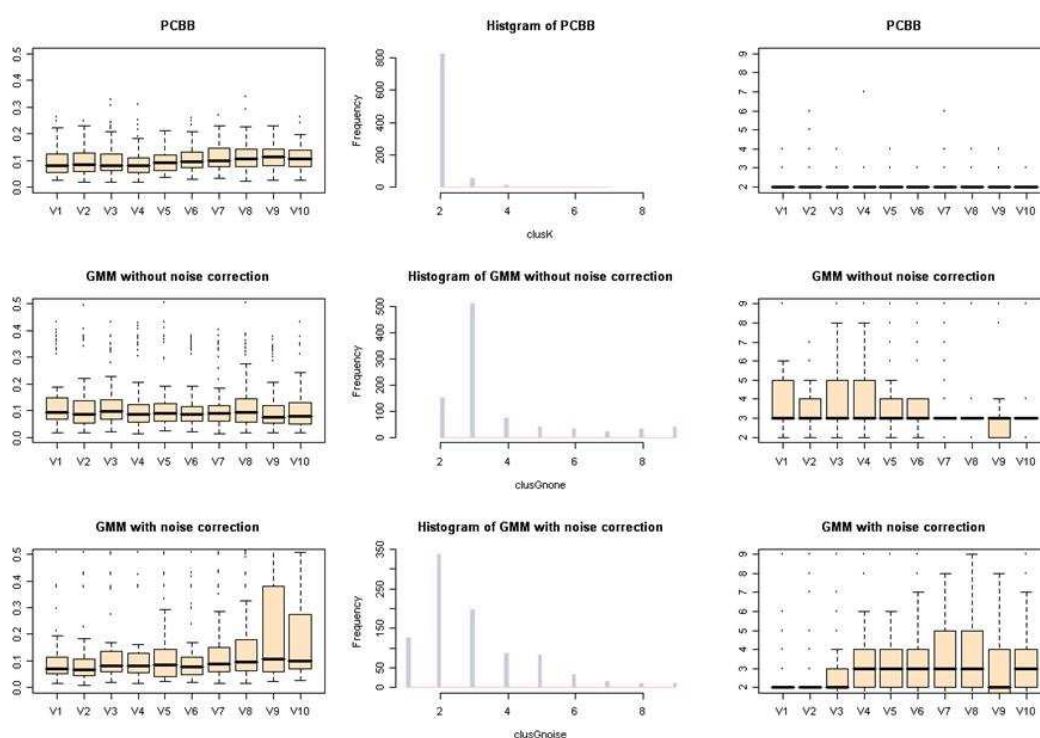 PCBB
0.5
0.4
0.3
0.2
0.1
0.0
V1 V2 V3 V4 V5 V6 V7 V8 V9 V10
Histgram of PCBB
Frequency
800
600
400
200
0
2 4 6 8
clusK
PCBB
9
8
7
6
5
4
3
2
V1 V2 V3 V4 V5 V6 V7 V8 V9 V10
GMM without noise correction
0.5
0.4
0.3
0.2
0.1
0.0
V1 V2 V3 V4 V5 V6 V7 V8 V9 V10
Histogram of GMM without noise correction
Frequency
500
400
300
200
100
0
2 4 6 8
clusGnone
GMM without noise correction
9
8
7
6
5
4
3
2
V1 V2 V3 V4 V5 V6 V7 V8 V9 V10
GMM with noise correction
0.5
0.4
0.3
0.2
0.1
0.0
V1 V2 V3 V4 V5 V6 V7 V8 V9 V10
Histogram of GMM with noise correction
Frequency
350
250
150
50
0
2 4 6 8
clusGnoise
GMM with noise correction
9
8
7
6
5
4
3
2
V1 V2 V3 V4 V5 V6 V7 V8 V9 V10